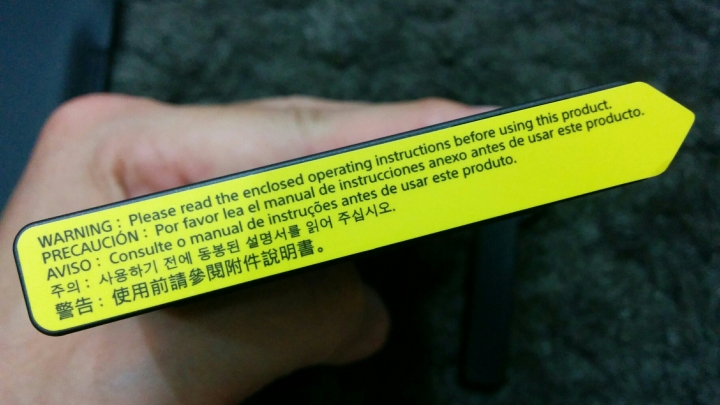 WARNING : Please read the enclosed operating instructions before using this product.
PRECAUCIÓN : Por favor lea el manual de instrucciones anexo antes de usar este producto.
AVISO : Consulte o manual de instruções antes de usar este produto.
주의 : 사용하기 전에 동봉된 설명서를 읽어 주십시오.
警告 : 使用前請參閱附件說明書。